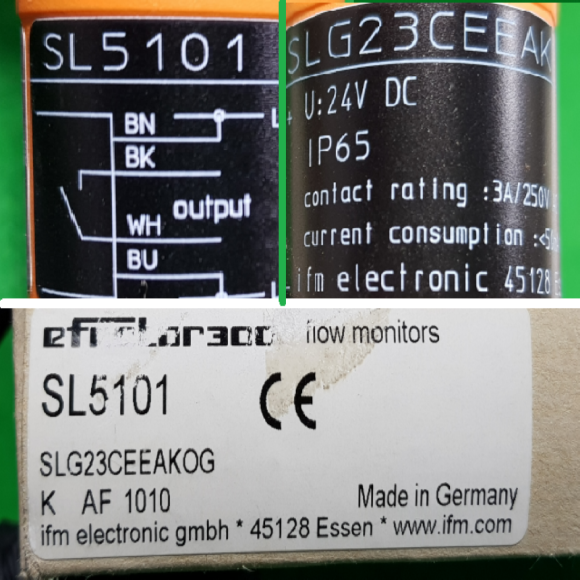 SL5101
BN
BK
output
WH
BU
SLG23CEEAK
U:24V DC
IP65
contact rating :3A/250V
current consumption :<5
ifm electronic 45128
flow monitors
SL5101
CE
SLG23CEEAKOG
K AF 1010
Made in Germany
ifm electronic gmbh * 45128 Essen * www.ifm.com